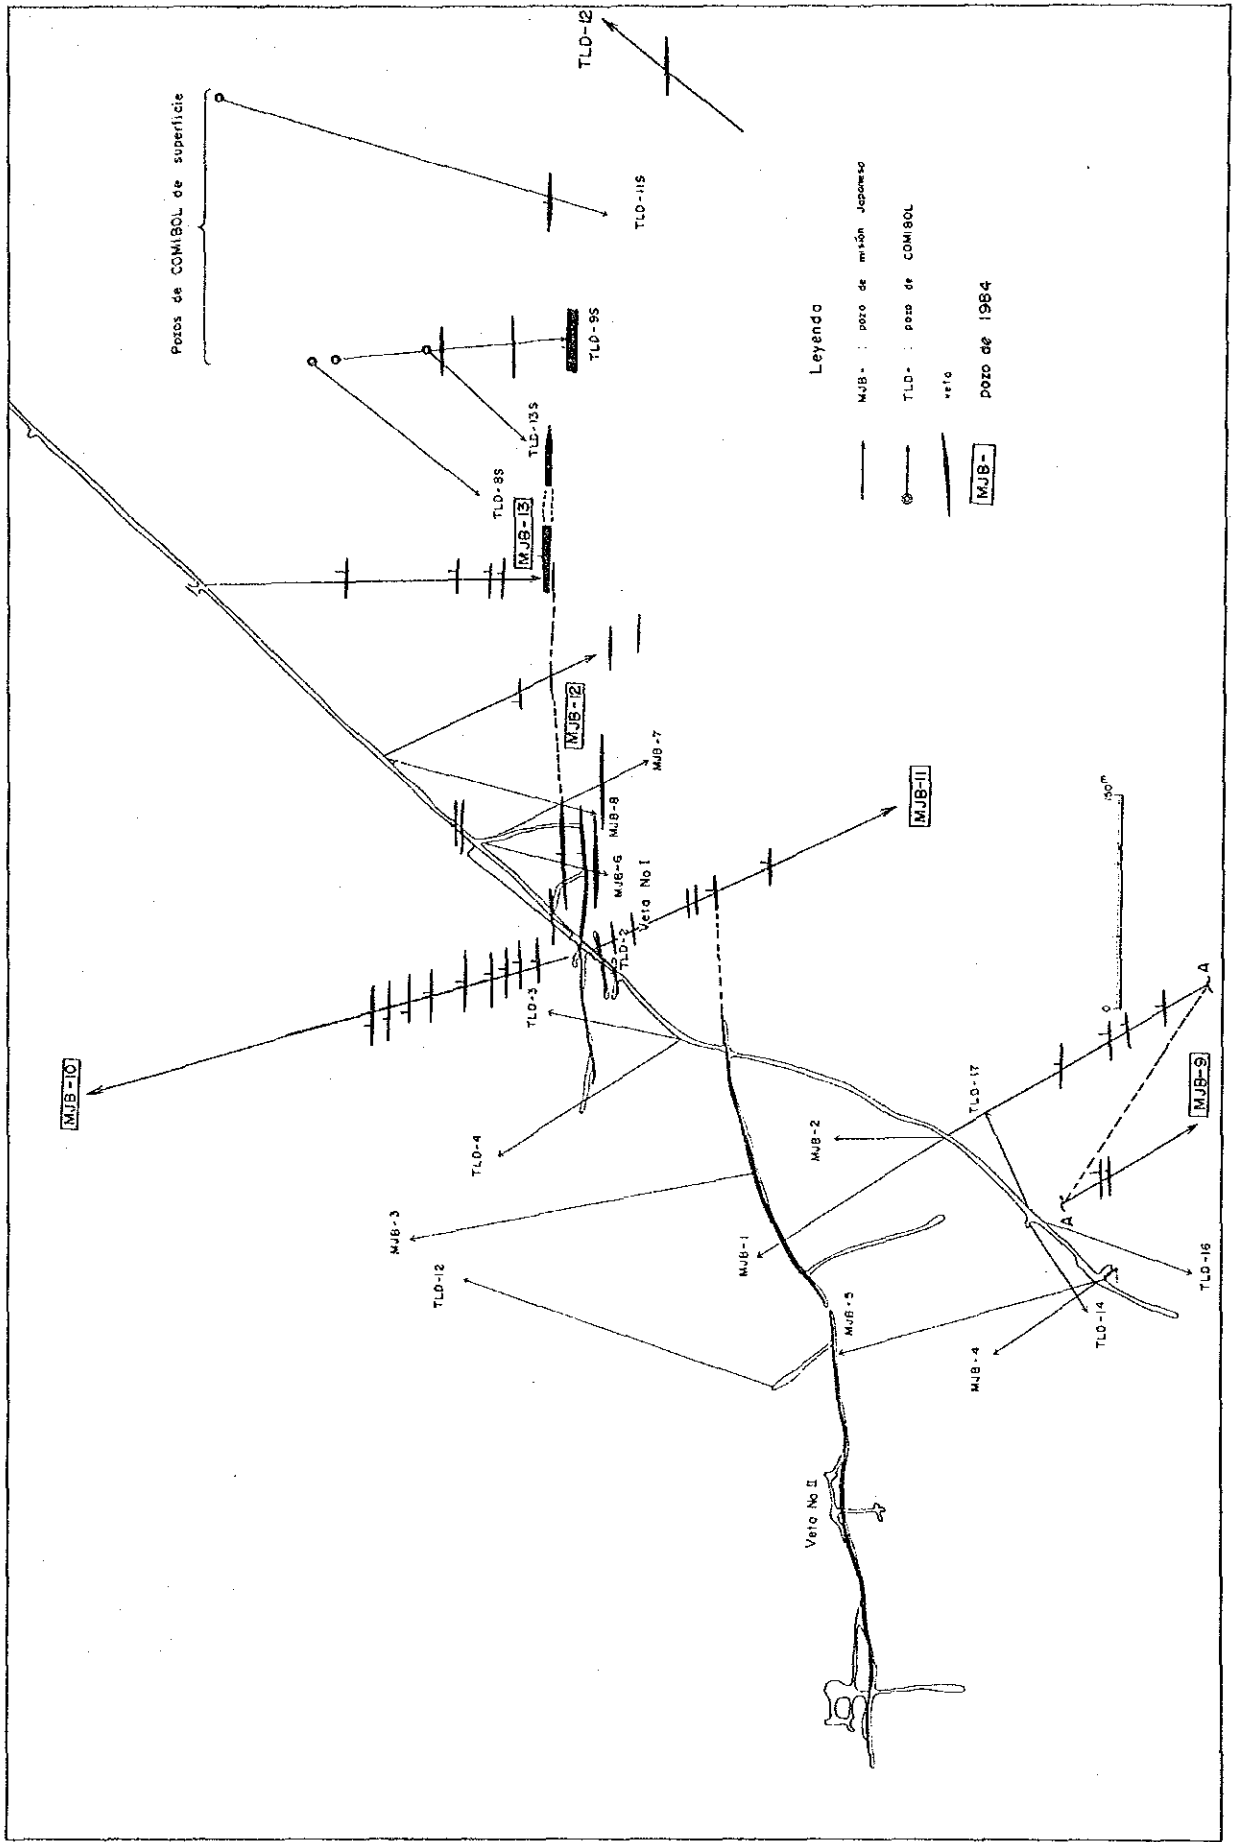 Pozos de COMIBOL de superficie
TLD-12
TLD-11S
TLD-9S
TLD-13S
TLD-8S
MJB-13
MJB-12
MJB-7
MJB-8
MJB-6
Veta No I
TLD-2
MJB-11
TLD-3
MJB-10
TLD-4
MJB-3
TLD-12
MJB-2
MJB-1
TLD-17
MJB-5
MJB-9
A
A'
TLD-16
TLD-14
MJB-4
Veta No II
0
150m
Leyenda
MJB- : pozo de misión Japonesa
TLD- : pozo de COMIBOL
veta
MJB- pozo de 1984